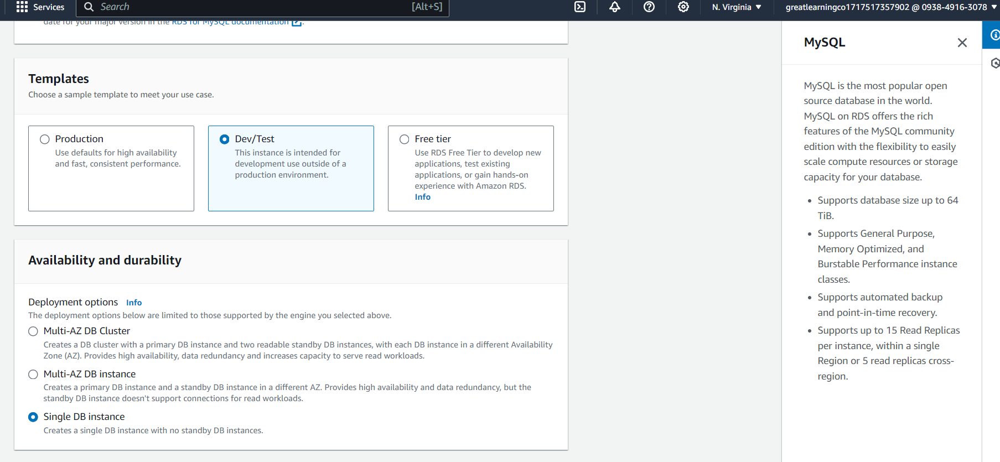 Services
Search
[Alt+S]
N. Virginia
greatlearningco1717517357902 @ 0938-4916-3078
date for your major version in the RDS for MySQL documentation.
Templates
Choose a sample template to meet your use case.
Production
Use defaults for high availability
and fast, consistent performance.
Dev/Test
This instance is intended for
development use outside of a
production environment.
Free tier
Use RDS Free Tier to develop new
applications, test existing
applications, or gain hands-on
experience with Amazon RDS.
Info
Availability and durability
Deployment options Info
The deployment options below are limited to those supported by the engine you selected above.
Multi-AZ DB Cluster
Creates a DB cluster with a primary DB instance and two readable standby DB instances, with each DB instance in a different Availability
Zone (AZ). Provides high availability, data redundancy and increases capacity to serve read workloads.
Multi-AZ DB instance
Creates a primary DB instance and a standby DB instance in a different AZ. Provides high availability and data redundancy, but the
standby DB instance doesn't support connections for read workloads.
Single DB instance
Creates a single DB instance with no standby DB instances.
MySQL
MySQL is the most popular open
source database in the world.
MySQL on RDS offers the rich
features of the MySQL community
edition with the flexibility to easily
scale compute resources or storage
capacity for your database.
• Supports database size up to 64
TiB.
• Supports General Purpose,
Memory Optimized, and
Burstable Performance instance
classes.
• Supports automated backup
and point-in-time recovery.
• Supports up to 15 Read Replicas
per instance, within a single
Region or 5 read replicas cross-
region.